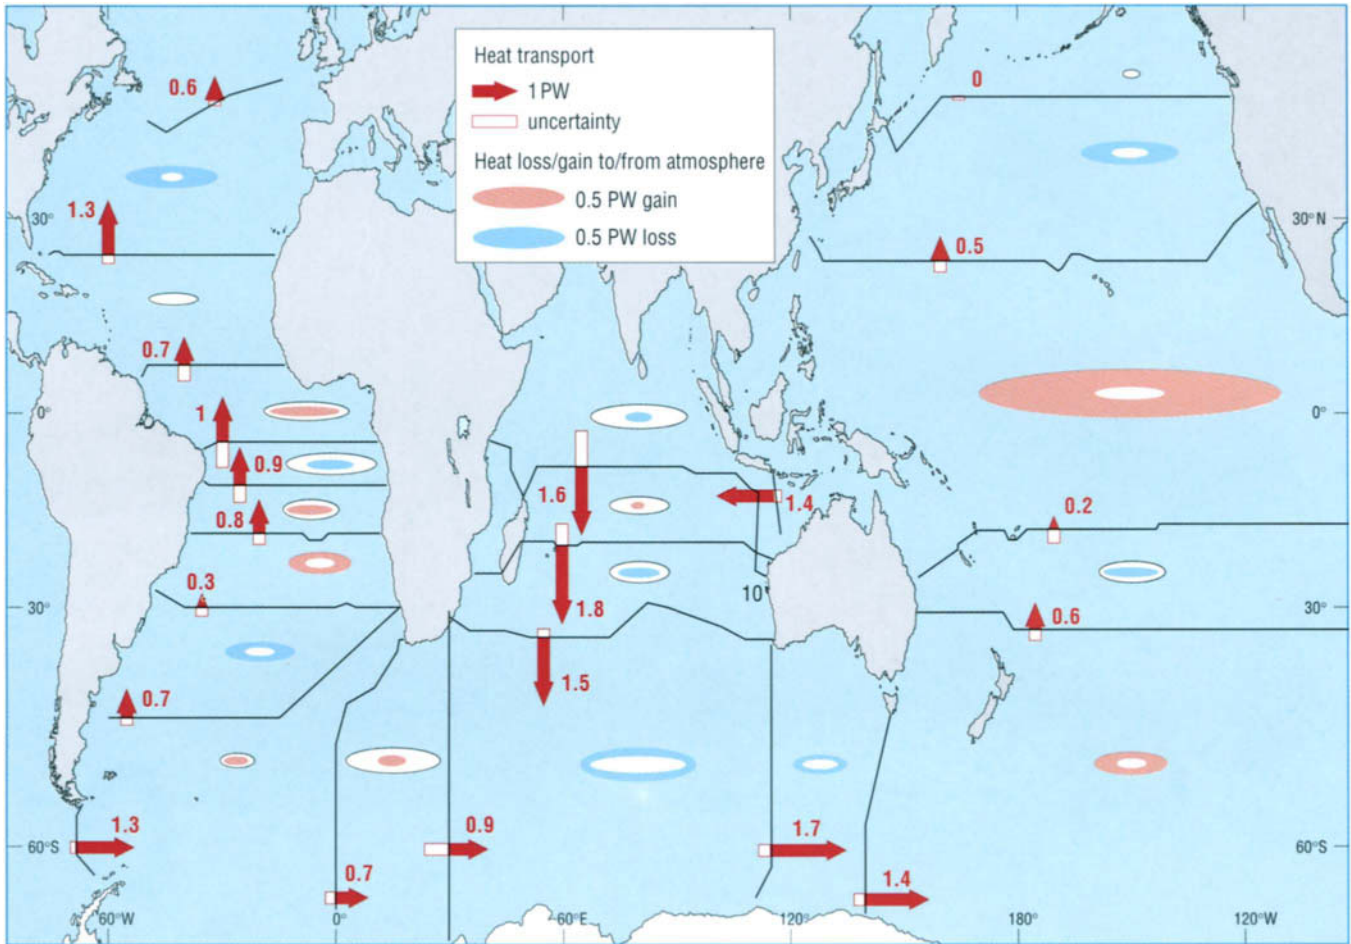 Heat transport
1 PW
uncertainty
Heat loss/gain to/from atmosphere
0.5 PW gain
0.5 PW loss
0.6
0
1.3
30°
30° N
0.5
0.7
1
0°
0°
0.9
1.6
1.4
0.8
0.2
0.3
10°
30°
1.8
30°
0.6
1.5
0.7
1.3
0.9
1.7
60°S
60°S
0.7
1.4
60°W
0°
60°E
120°
180°
120°W